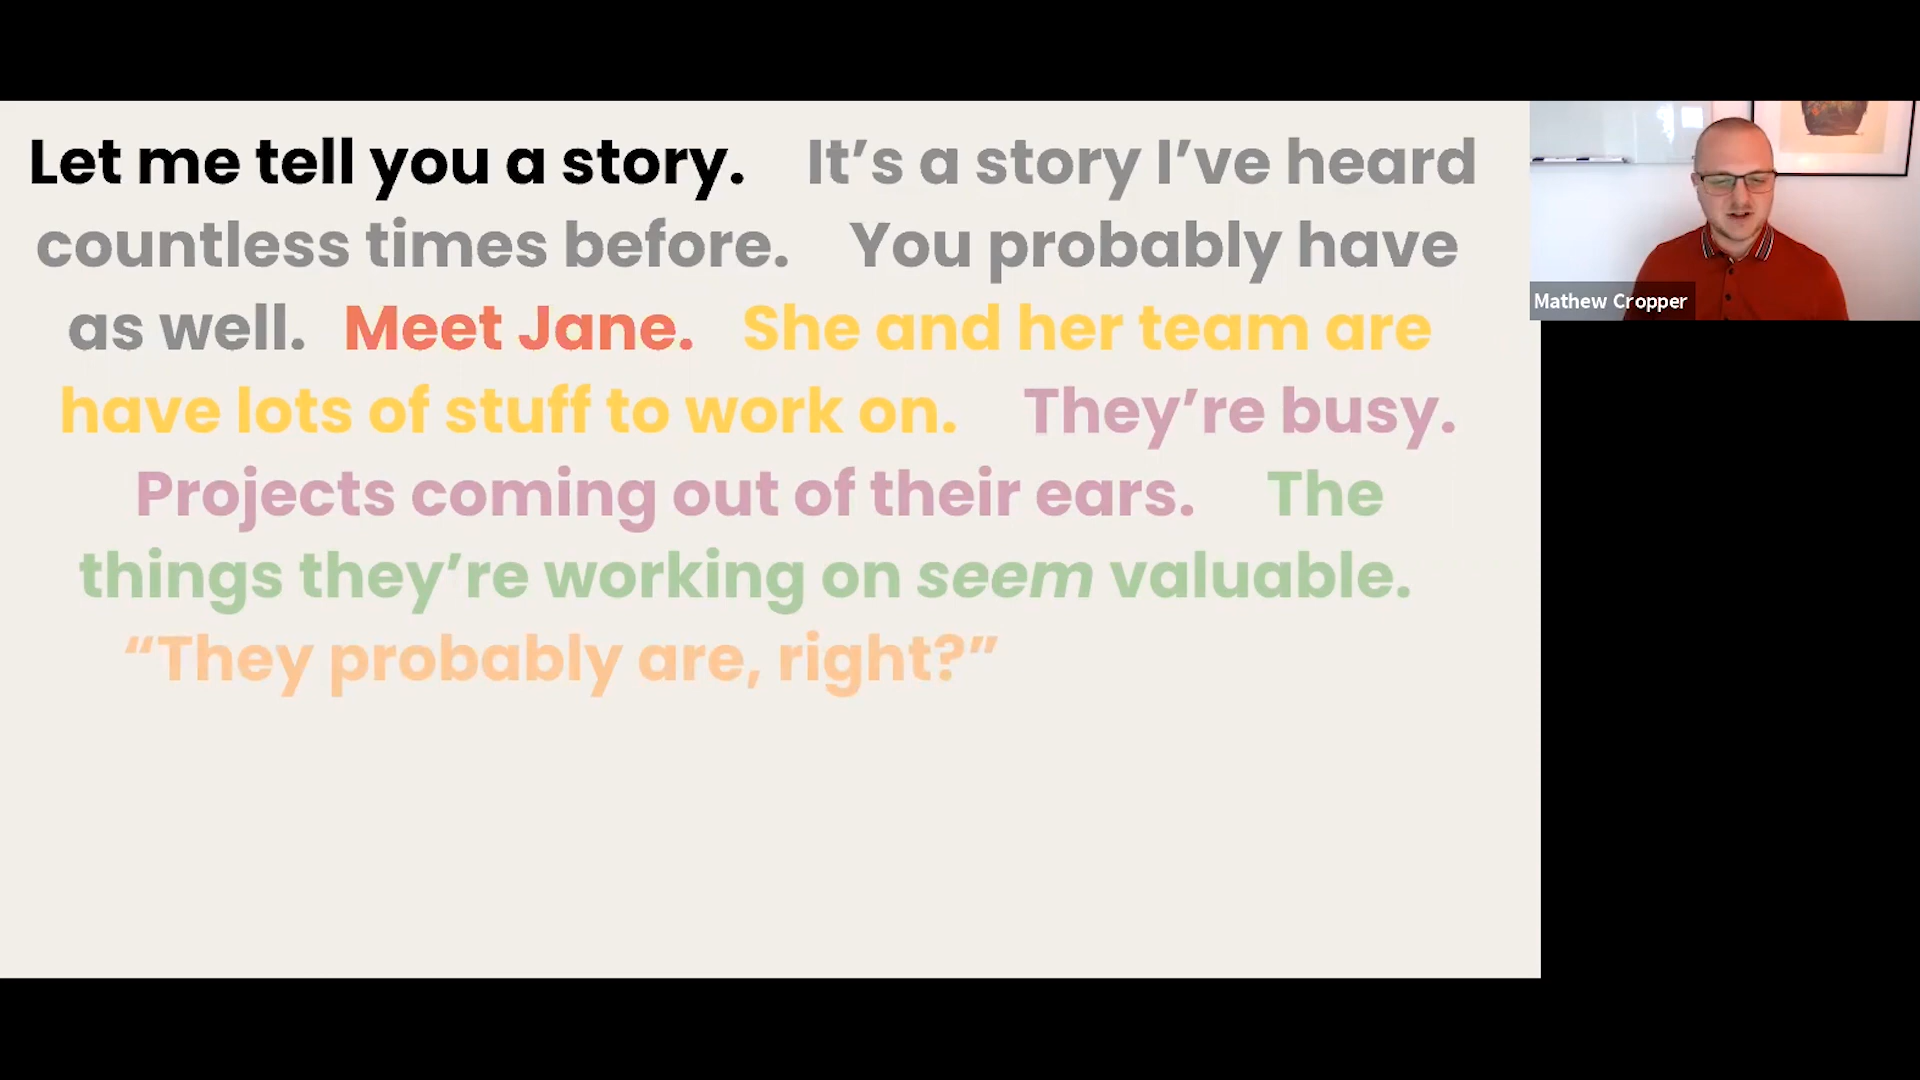 Let me tell you a story. It’s a story I’ve heard
countless times before. You probably have
as well. Meet Jane. She and her team are
have lots of stuff to work on. They’re busy.
Projects coming out of their ears. The
things they’re working on seem valuable.
“They probably are, right?”
Mathew Cropper